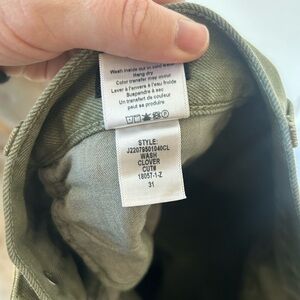 Wash inside out in cold water
Hang dry
Color transfer may occur
Laver à l'envers à l'eau froide
Suspendre à sec
Un transfert de couleur
peut se produire
STYLE:
J22079501040CL
WASH
CLOVER
CUT#
18057-1-Z
31